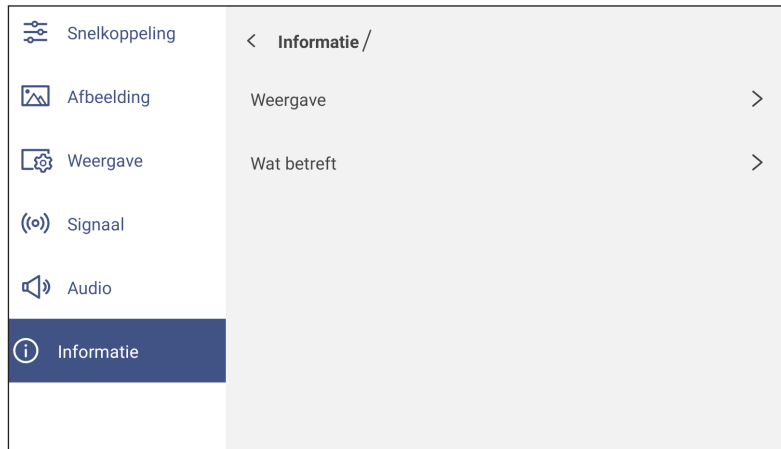 Snelkoppeling
Afbeelding
Weergave
Signaal
Audio
Informatie
Informatie /
Weergave
Wat betreft